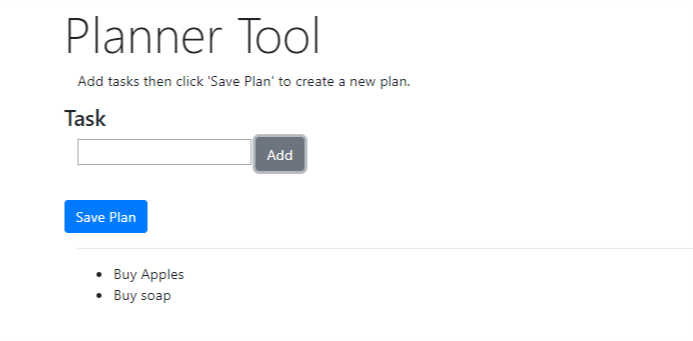 Planner Tool
Add tasks then click 'Save Plan' to create a new plan.
Task
Add
Save Plan
Buy Apples
Buy soap